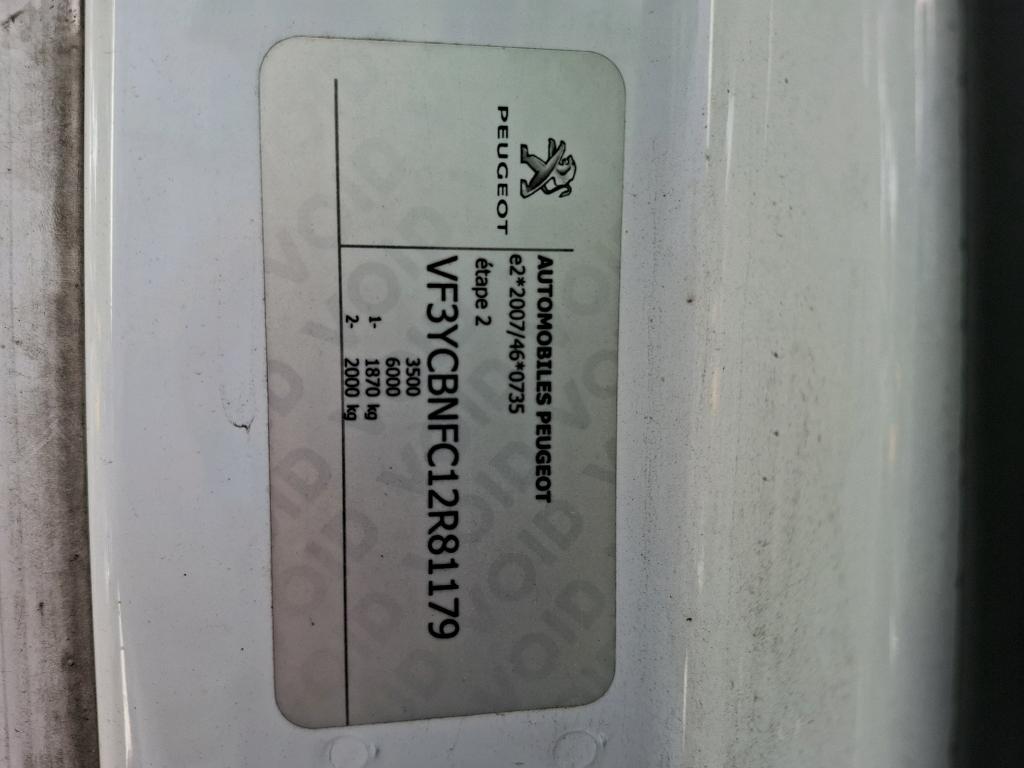 PEUGEOT
AUTOMOBILES PEUGEOT
e2*2007/46*0735
étape 2
VF3YCBNFC12R81179
3500
6000
1- 1870 kg
2- 2000 kg